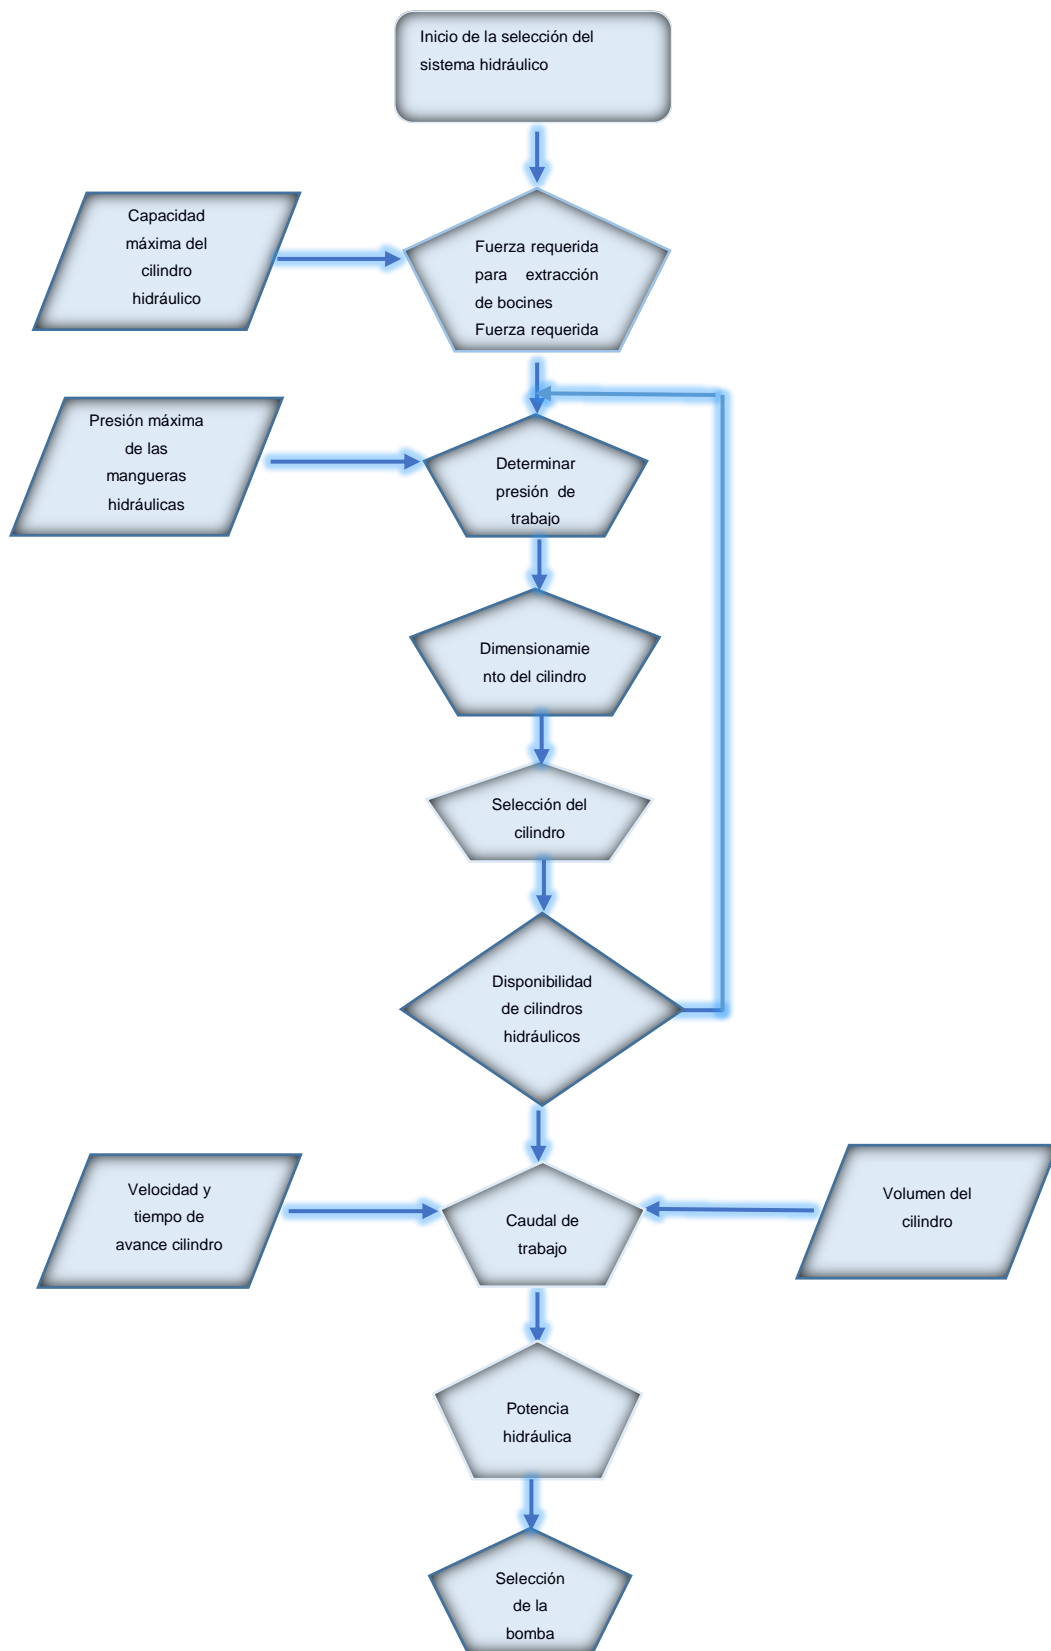 Inicio de la selección del
sistema hidráulico
Capacidad
máxima del
cilindro
hidráulico
Fuerza requerida
para extracción
de bocines
Fuerza requerida
Presión máxima
de las
mangueras
hidráulicas
Determinar
presión de
trabajo
Dimensionamie
nto del cilindro
Selección del
cilindro
Disponibilidad
de cilindros
hidráulicos
Velocidad y
tiempo de
avance cilindro
Caudal de
trabajo
Volumen del
cilindro
Potencia
hidráulica
Selección
de la
bomba